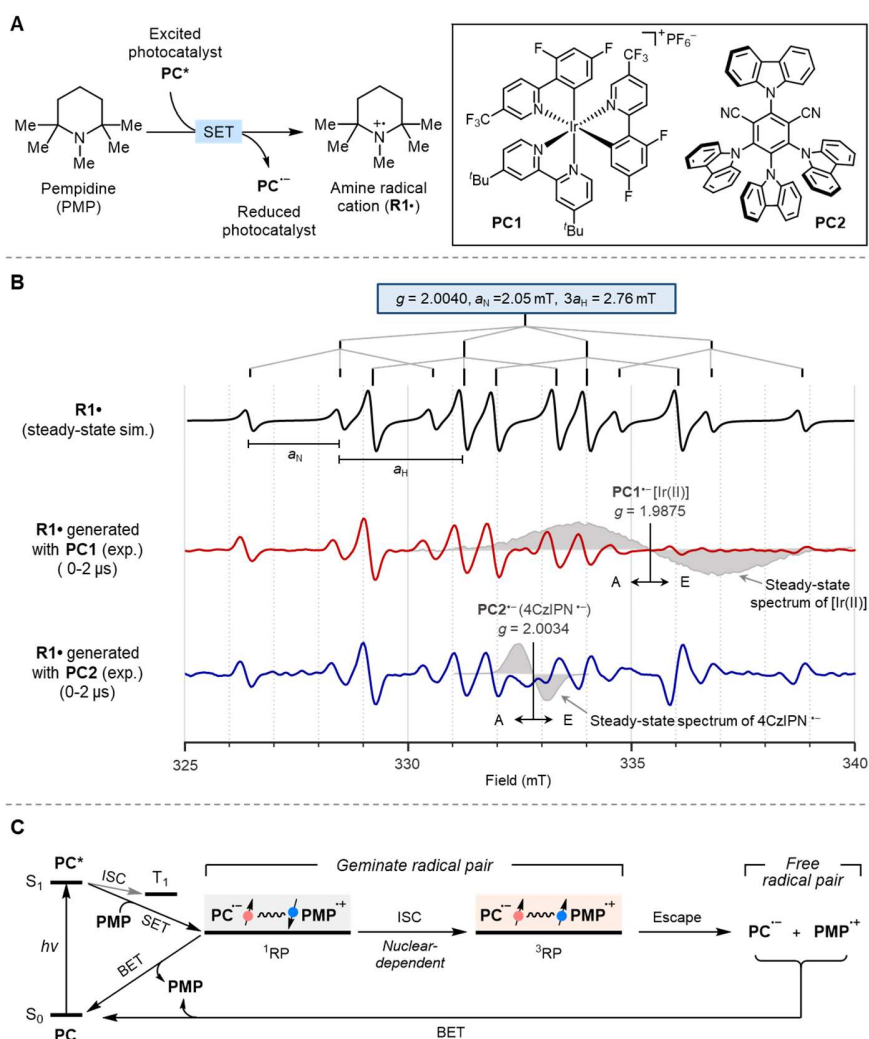 A
Excited
photocatalyst
PC*
SET
PC•−
Reduced
photocatalyst
Me
Me
N
Me
Me
Me
Pempidine
(PMP)
Me
Me
N
+•
Me
Me
Me
Amine radical
cation (R1•)
+
PF6−
F
F
CF3
F3C
N
N
Ir
F
N
N
F
tBu
tBu
PC1
N
NC
CN
N
N
N
PC2
B
g = 2.0040, aN =2.05 mT, 3aH = 2.76 mT
R1•
(steady-state sim.)
aN
aH
R1• generated
with PC1 (exp.)
( 0-2 µs)
PC1•− [Ir(II)]
g = 1.9875
A
E
Steady-state
spectrum of [Ir(II)]
R1• generated
with PC2 (exp.)
(0-2 µs)
PC2•− (4CzIPN •−)
g = 2.0034
A
E
Steady-state spectrum of 4CzIPN •−
325
330
335
340
Field (mT)
C
PC*
S1
ISC
T1
PMP
SET
hν
BET
PMP
S0
PC
Geminate radical pair
PC•− PMP•+
1RP
ISC
Nuclear-
dependent
PC•− PMP•+
3RP
Escape
Free
radical pair
PC•− + PMP•+
BET